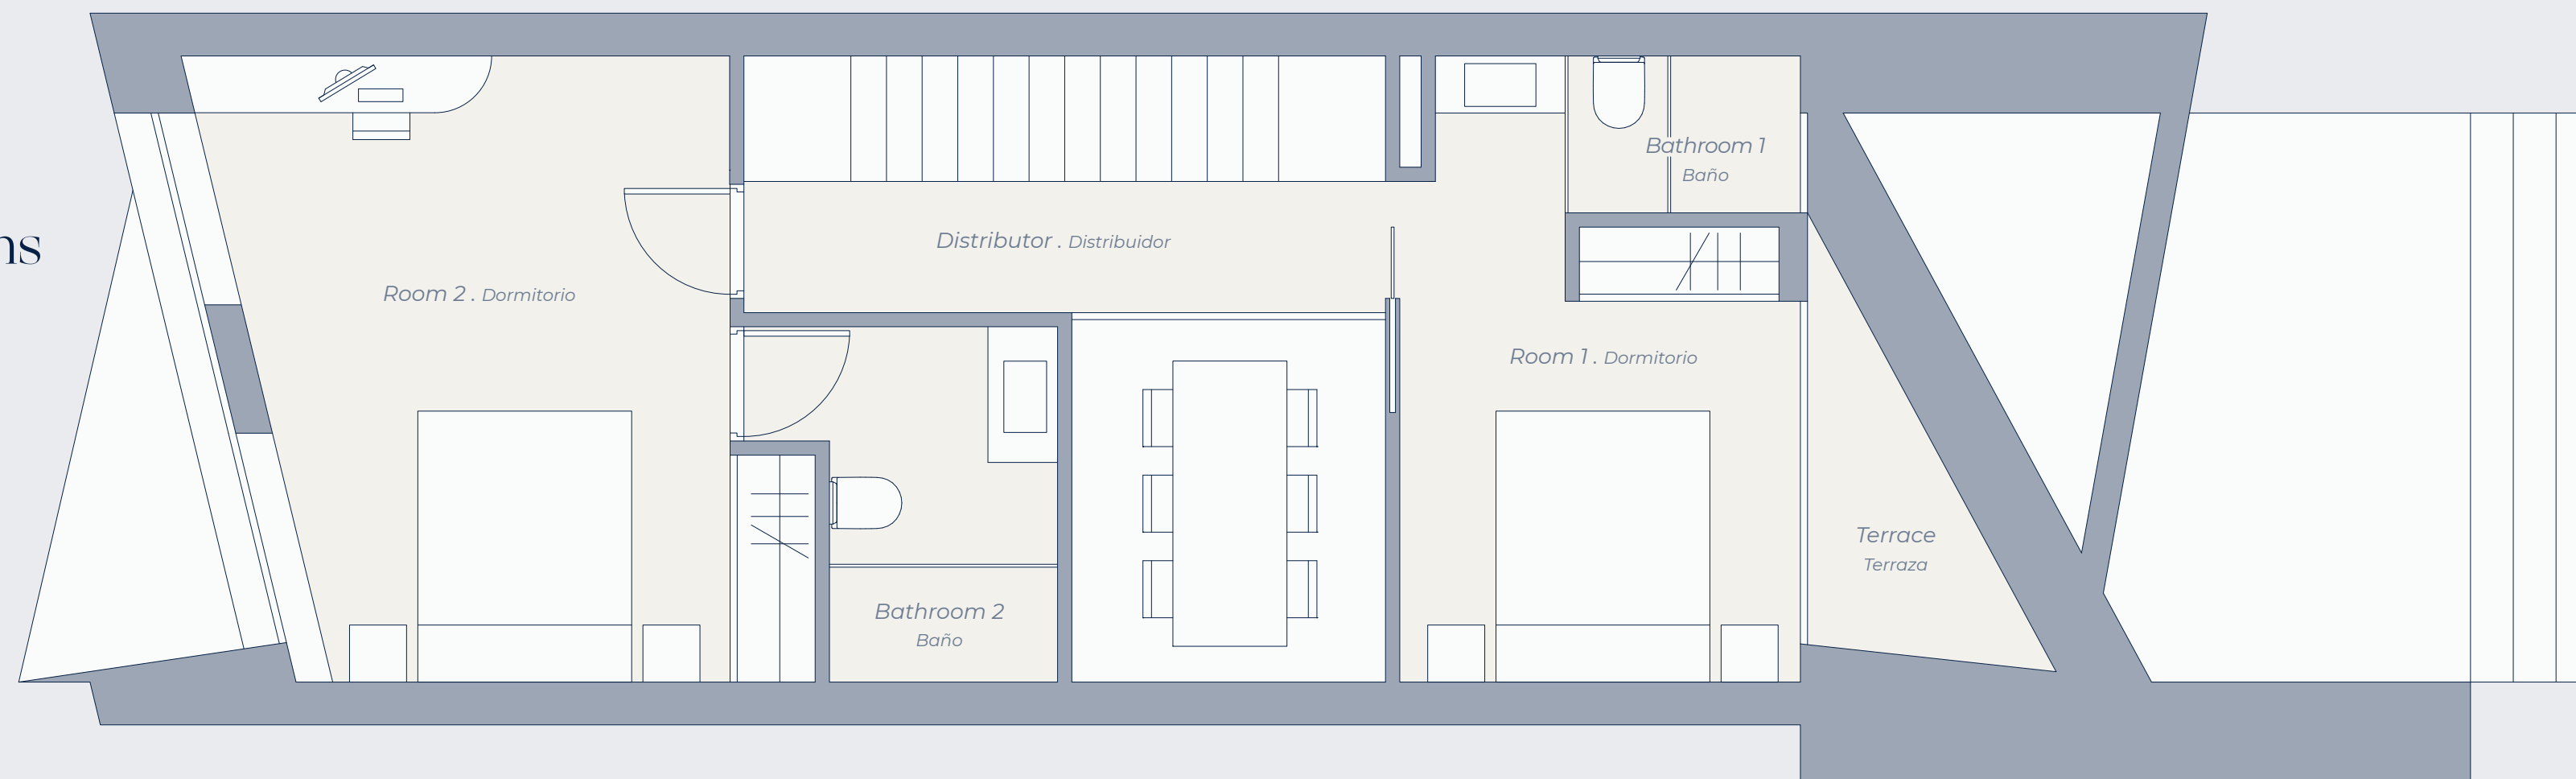 ns
Bathroom 1
Baño
Distributor . Distribuidor
Room 2 . Dormitorio
Room 1 . Dormitorio
Terrace
Terraza
Bathroom 2
Baño